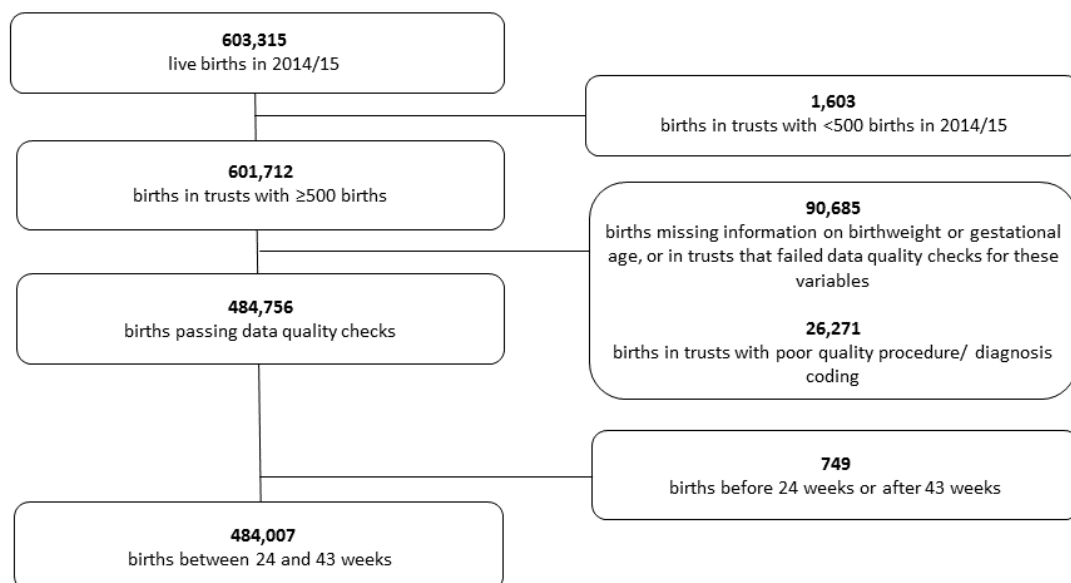 603,315
live births in 2014/15
1,603
births in trusts with <500 births in 2014/15
601,712
births in trusts with ≥500 births
90,685
births missing information on birthweight or gestational
age, or in trusts that failed data quality checks for these
variables
26,271
births in trusts with poor quality procedure/ diagnosis
coding
484,756
births passing data quality checks
749
births before 24 weeks or after 43 weeks
484,007
births between 24 and 43 weeks